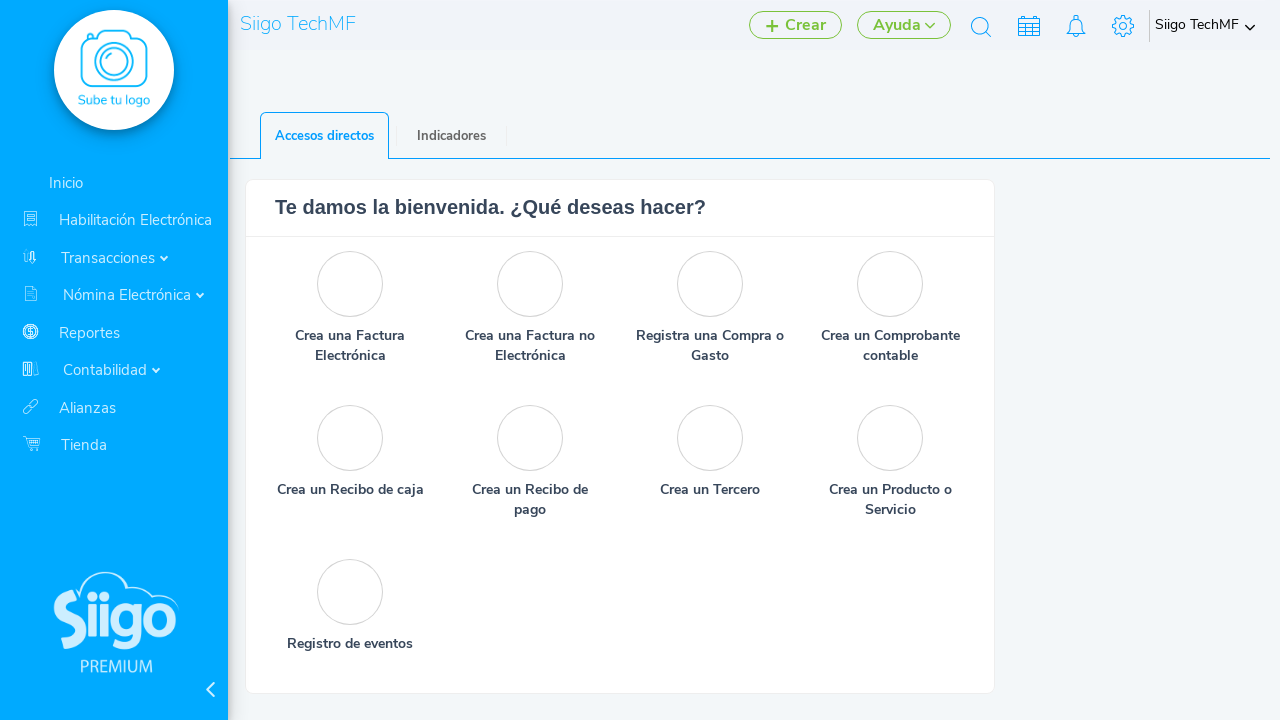 Siigo TechMF
Crear
Ayuda
Siigo TechMF
Sube tu logo
Inicio
Habilitación Electrónica
Transacciones
Nómina Electrónica
Reportes
Contabilidad
Alianzas
Tienda
Siigo
PREMIUM
Accesos directos
Indicadores
Te damos la bienvenida. ¿Qué deseas hacer?
Crea una Factura
Electrónica
Crea una Factura no
Electrónica
Registra una Compra o
Gasto
Crea un Comprobante
contable
Crea un Recibo de caja
Crea un Recibo de
pago
Crea un Tercero
Crea un Producto o
Servicio
Registro de eventos